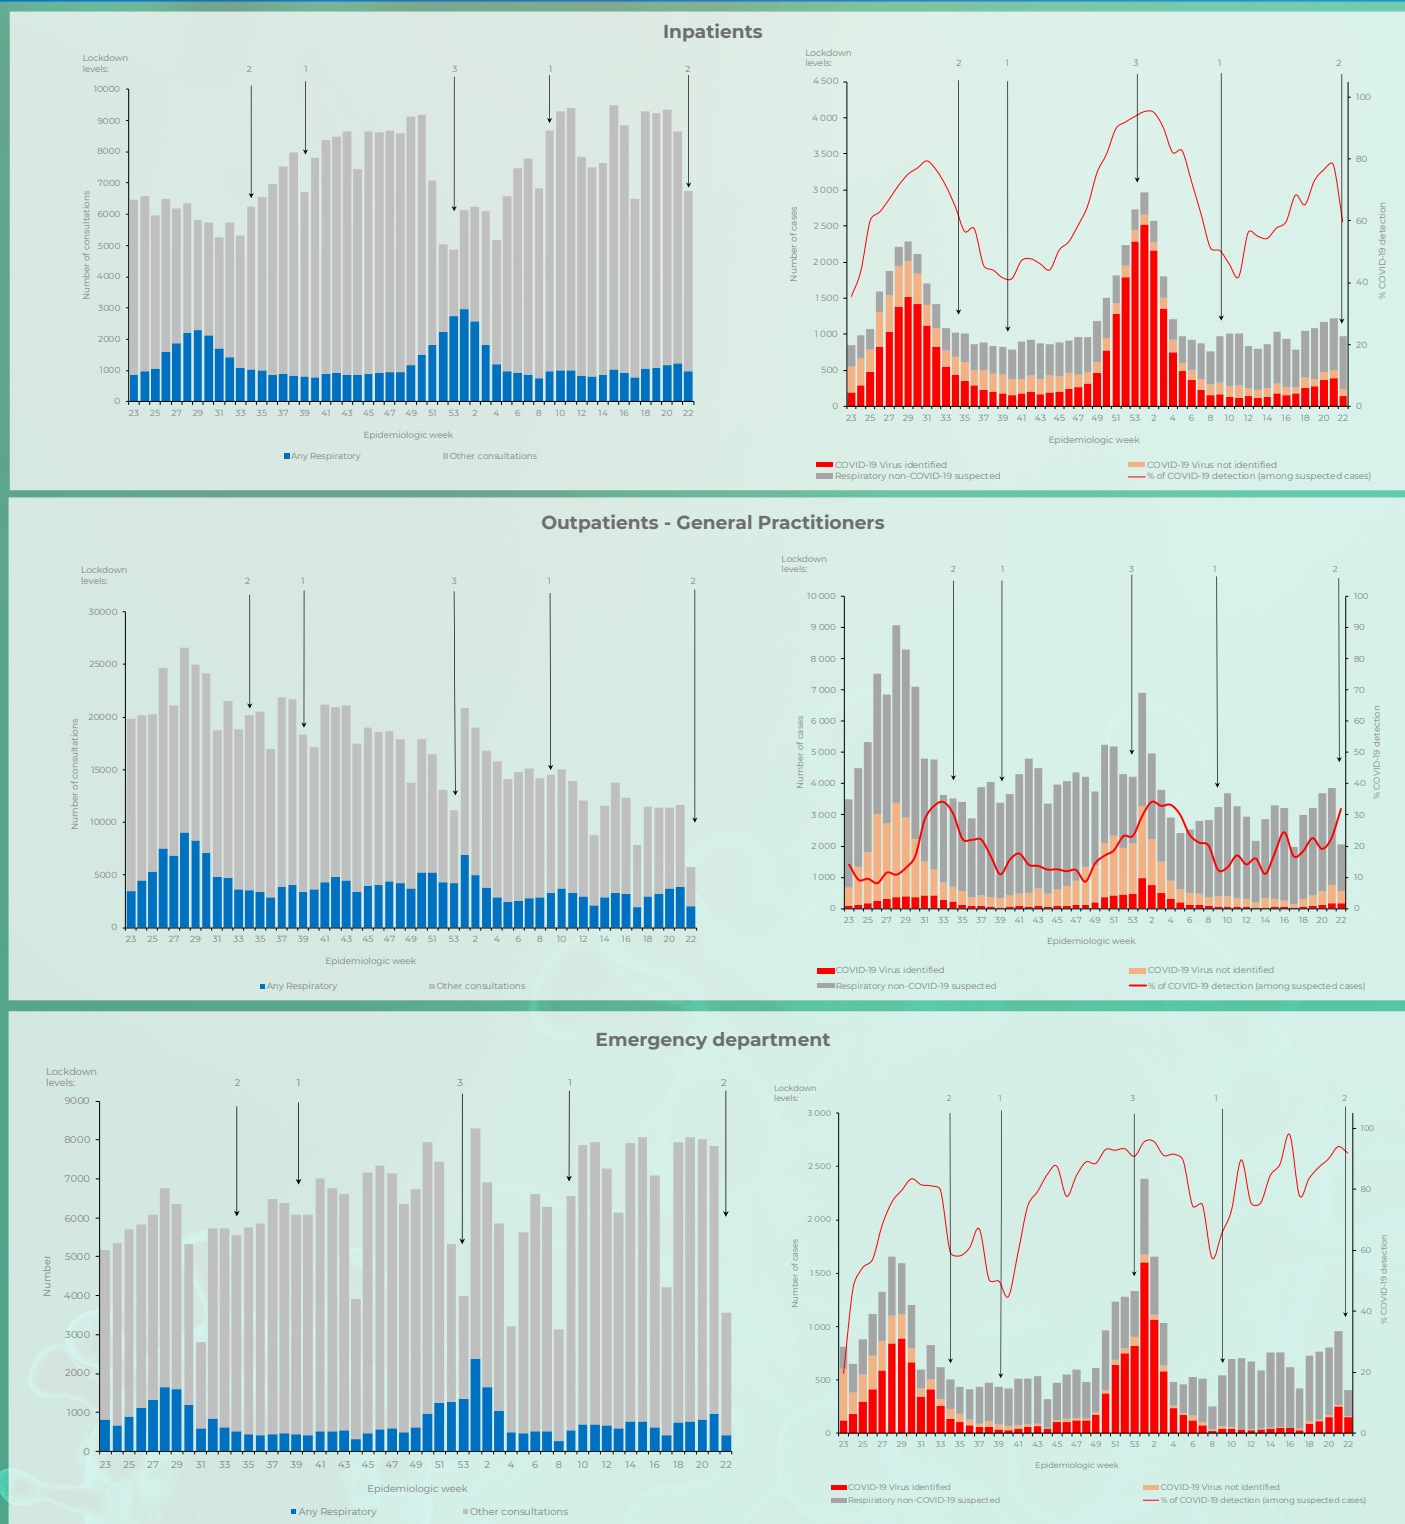 Inpatients
Lockdown
levels:
2
1
3
1
2
10000
9000
8000
7000
6000
5000
4000
3000
2000
1000
0
Number of consultations
23 25 27 29 31 33 35 37 39 41 43 45 47 49 51 53 2 4 6 8 10 12 14 16 18 20 22
Epidemiologic week
Any Respiratory
Other consultations
Lockdown
levels:
2
1
3
1
2
4 500
4 000
3 500
3 000
2 500
2 000
1 500
1 000
500
0
Number of cases
100
80
60
40
20
0
% COVID-19 detection
23 25 27 29 31 33 35 37 39 41 43 45 47 49 51 53 2 4 6 8 10 12 14 16 18 20 22
Epidemiologic week
COVID-19 Virus identified
COVID-19 Virus not identified
Respiratory non-COVID-19 suspected
% of COVID-19 detection (among suspected cases)
Outpatients - General Practitioners
Lockdown
levels:
2
1
3
1
2
30000
25000
20000
15000
10000
5000
0
Number of consultations
23 25 27 29 31 33 35 37 39 41 43 45 47 49 51 53 2 4 6 8 10 12 14 16 18 20 22
Epidemiologic week
Any Respiratory
Other consultations
Lockdown
levels:
2
1
3
1
2
10 000
9 000
8 000
7 000
6 000
5 000
4 000
3 000
2 000
1 000
0
Number of cases
100
90
80
70
60
50
40
30
20
10
0
% COVID-19 detection
23 25 27 29 31 33 35 37 39 41 43 45 47 49 51 53 2 4 6 8 10 12 14 16 18 20 22
Epidemiologic week
COVID-19 Virus identified
COVID-19 Virus not identified
Respiratory non-COVID-19 suspected
% of COVID-19 detection (among suspected cases)
Emergency department
Lockdown
levels:
2
1
3
1
2
9000
8000
7000
6000
5000
4000
3000
2000
1000
0
Number
23 25 27 29 31 33 35 37 39 41 43 45 47 49 51 53 2 4 6 8 10 12 14 16 18 20 22
Epidemiologic week
Any Respiratory
Other consultations
Lockdown
levels:
2
1
3
1
2
3 000
2 500
2 000
1 500
1 000
500
0
Number of cases
100
80
60
40
20
0
% COVID-19 detection
23 25 27 29 31 33 35 37 39 41 43 45 47 49 51 53 2 4 6 8 10 12 14 16 18 20 22
Epidemiologic week
COVID-19 Virus identified
COVID-19 Virus not identified
Respiratory non-COVID-19 suspected
% of COVID-19 detection (among suspected cases)